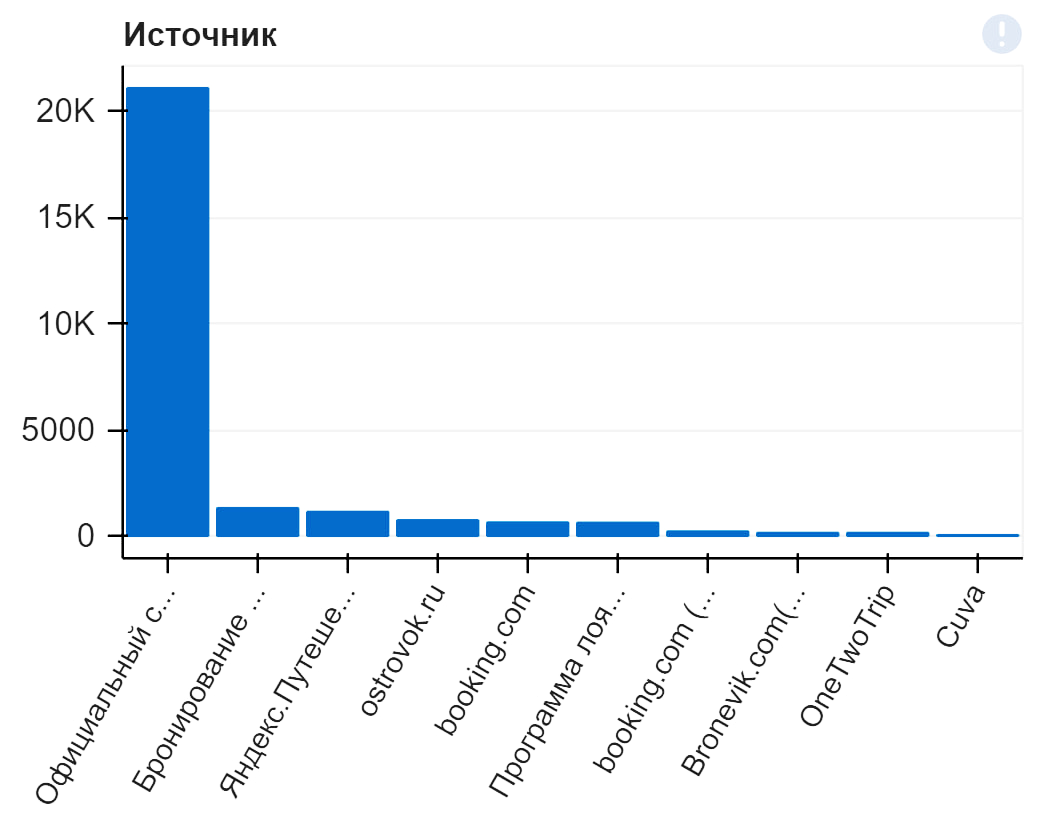 Источник
20K
15K
10K
5000
0
Официальный с...
Бронирование ...
Яндекс.Путеше...
ostrovok.ru
booking.com
Программа лоя...
booking.com (...
Bronevik.com(...
OneTwoTrip
Cuva